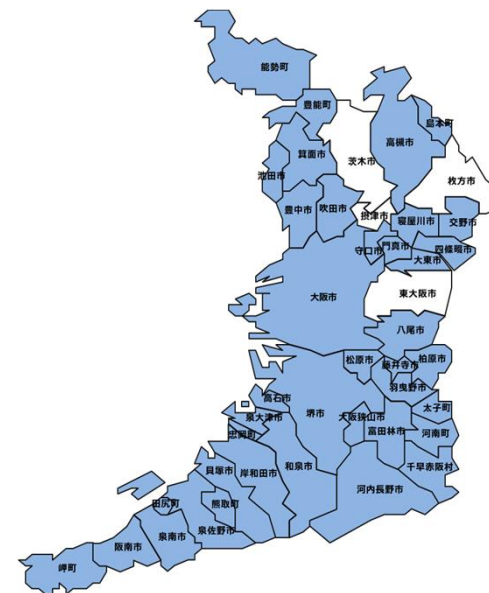 能勢町
豊能町
島本町
高槻市
箕面市
茨木市
池田市
枚方市
豊中市
吹田市
摂津市
寝屋川市
交野市
守口市
門真市
四條畷市
大東市
大阪市
東大阪市
八尾市
松原市
藤井寺市
柏原市
羽曳野市
高石市
太子町
泉大津市
堺市
大阪狭山市
富田林市
河南町
忠岡町
和泉市
千早赤阪村
貝塚市
岸和田市
河内長野市
田尻町
熊取町
泉佐野市
泉南市
阪南市
岬町